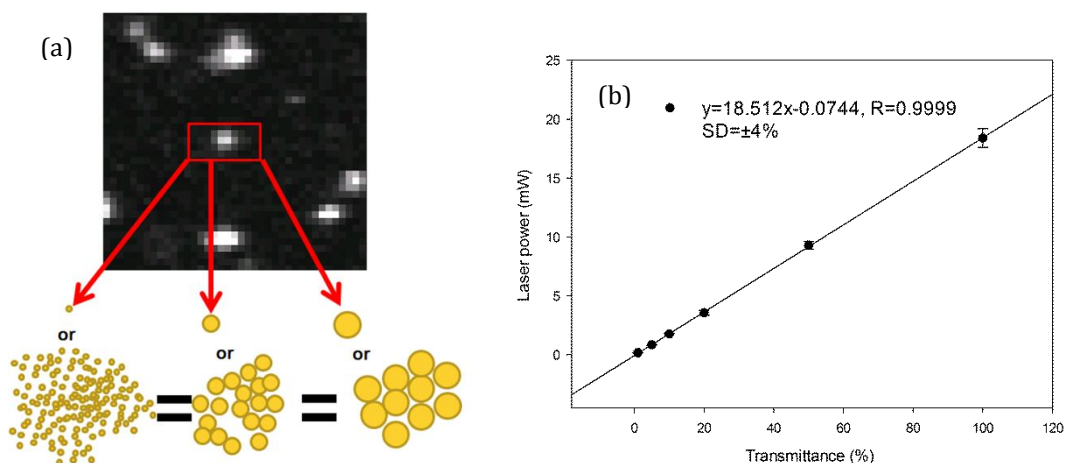 (a)
or
or
or
(b)
y=18.512x-0.0744, R=0.9999
SD=±4%
Laser power (mW)
25
20
15
10
5
0
0
20
40
60
80
100
120
Transmittance (%)